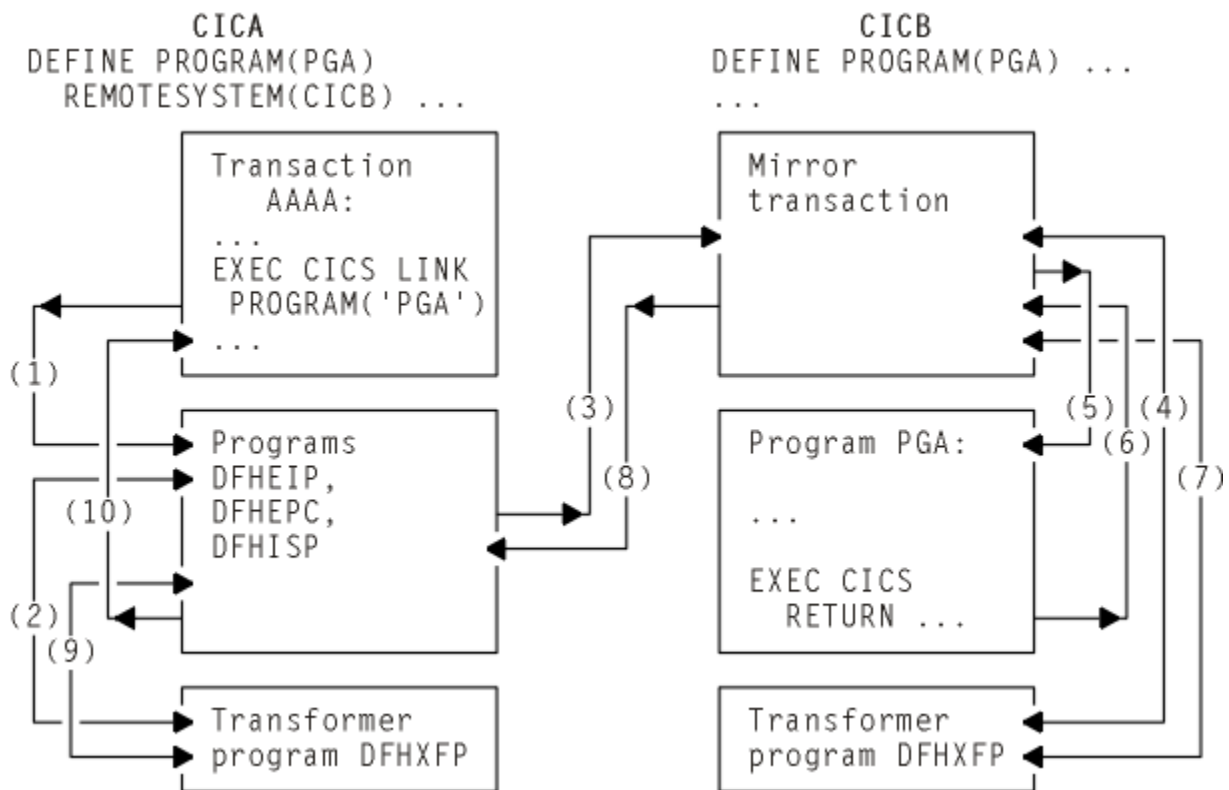 CICA
DEFINE PROGRAM(PGA)
REMOTESYSTEM(CICB) ...
Transaction
AAAA:
...
EXEC CICS LINK
PROGRAM('PGA')
...
(1)
Programs
DFHEIP,
DFHEPC,
DFHISP
(10)
(2)
(9)
Transformer
program DFHXFP
(3)
(8)
CICB
DEFINE PROGRAM(PGA) ...
...
Mirror
transaction
(5)
(4)
(6)
(7)
Program PGA:
...
EXEC CICS
RETURN ...
Transformer
program DFHXFP